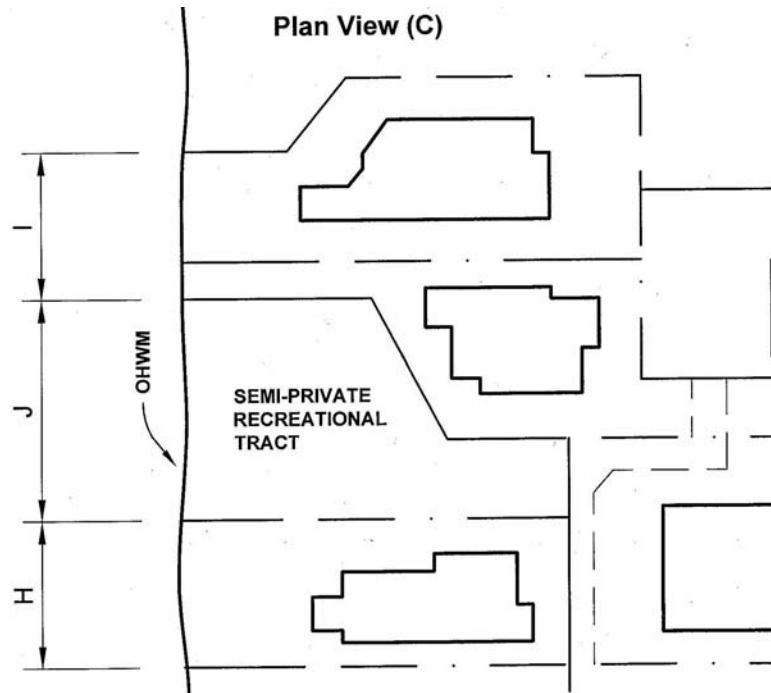 Plan View (C)
I
OHWM
J
SEMI-PRIVATE
RECREATIONAL
TRACT
H